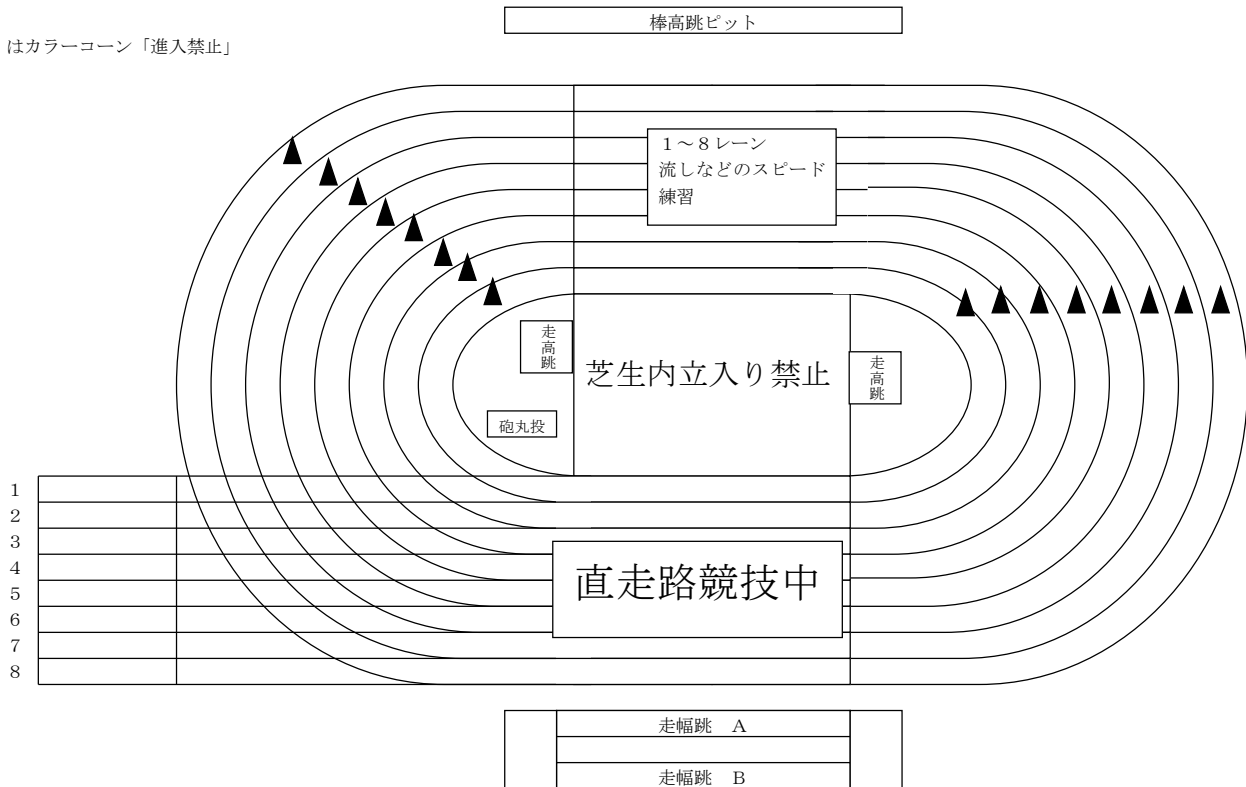 棒高跳ピット
はカラーコーン「進入禁止」
１～８レーン
流しなどのスピード
練習
走高跳
芝生内立入り禁止
走高跳
砲丸投
1
2
3
4
5
6
7
8
直走路競技中
走幅跳　A
走幅跳　B